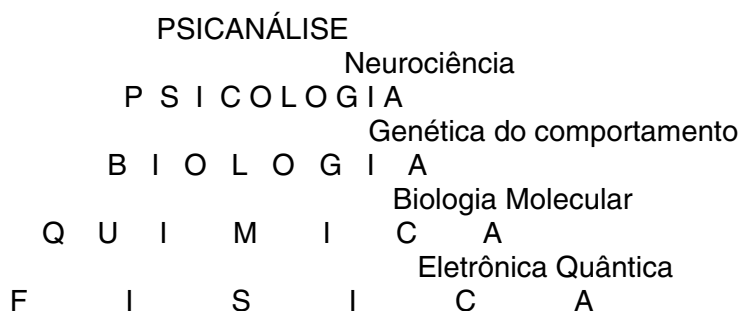 PSICANÁLISE
Neurociência
P S I C O L O G I A
Genética do comportamento
B I O L O G I A
Biologia Molecular
Q U I M I C A
Eletrônica Quântica
F I S I C A